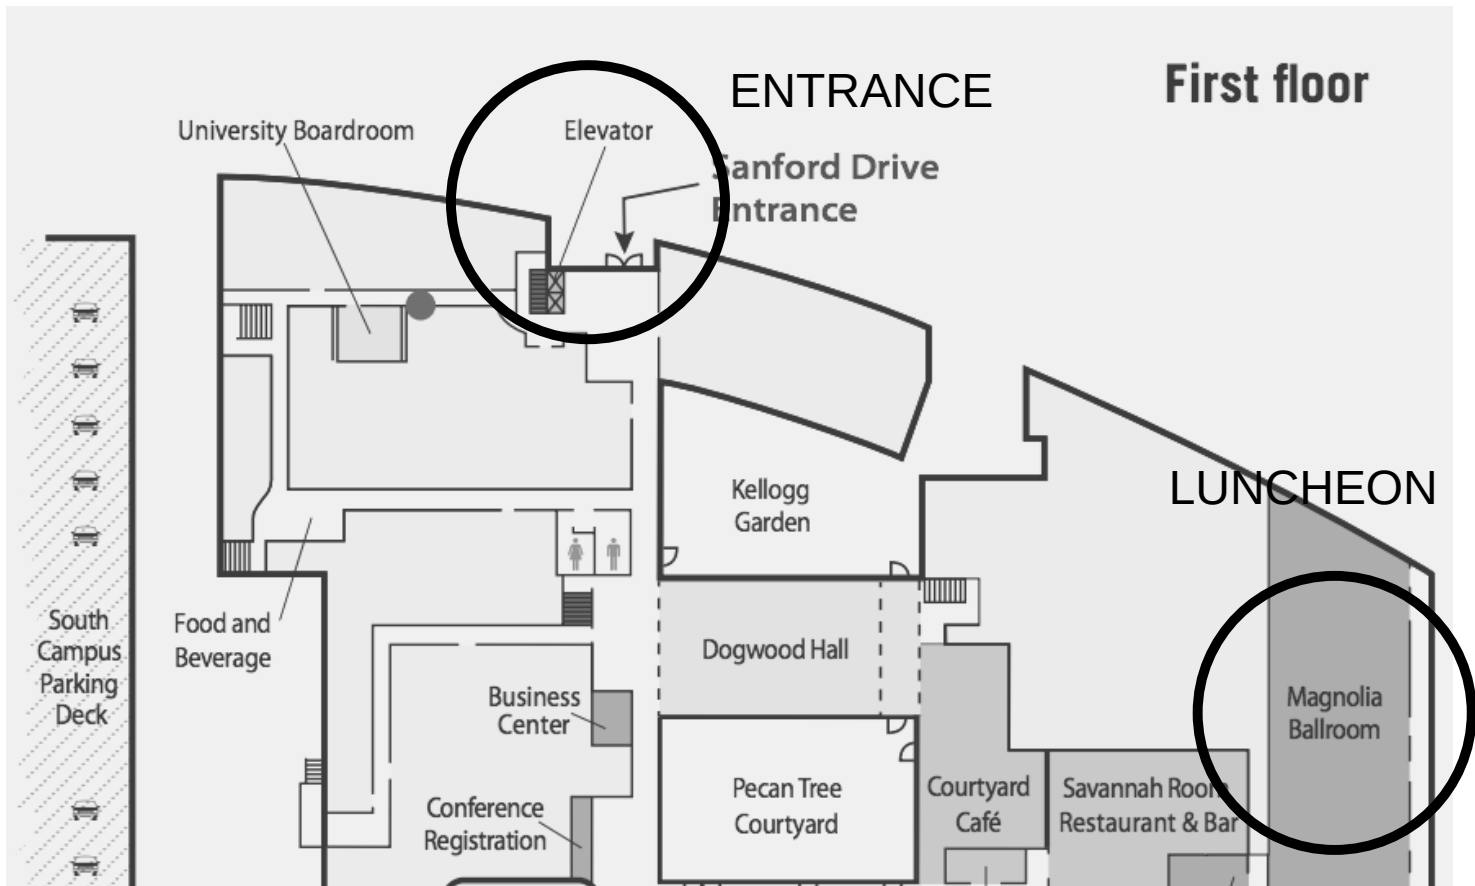 ENTRANCE
First floor
University Boardroom
Elevator
Sanford Drive
Entrance
LUNCHEON
Kellogg
Garden
South
Campus
Parking
Deck
Food and
Beverage
Dogwood Hall
Business
Center
Magnolia
Ballroom
Conference
Registration
Pecan Tree
Courtyard
Courtyard
Café
Savannah Room
Restaurant & Bar